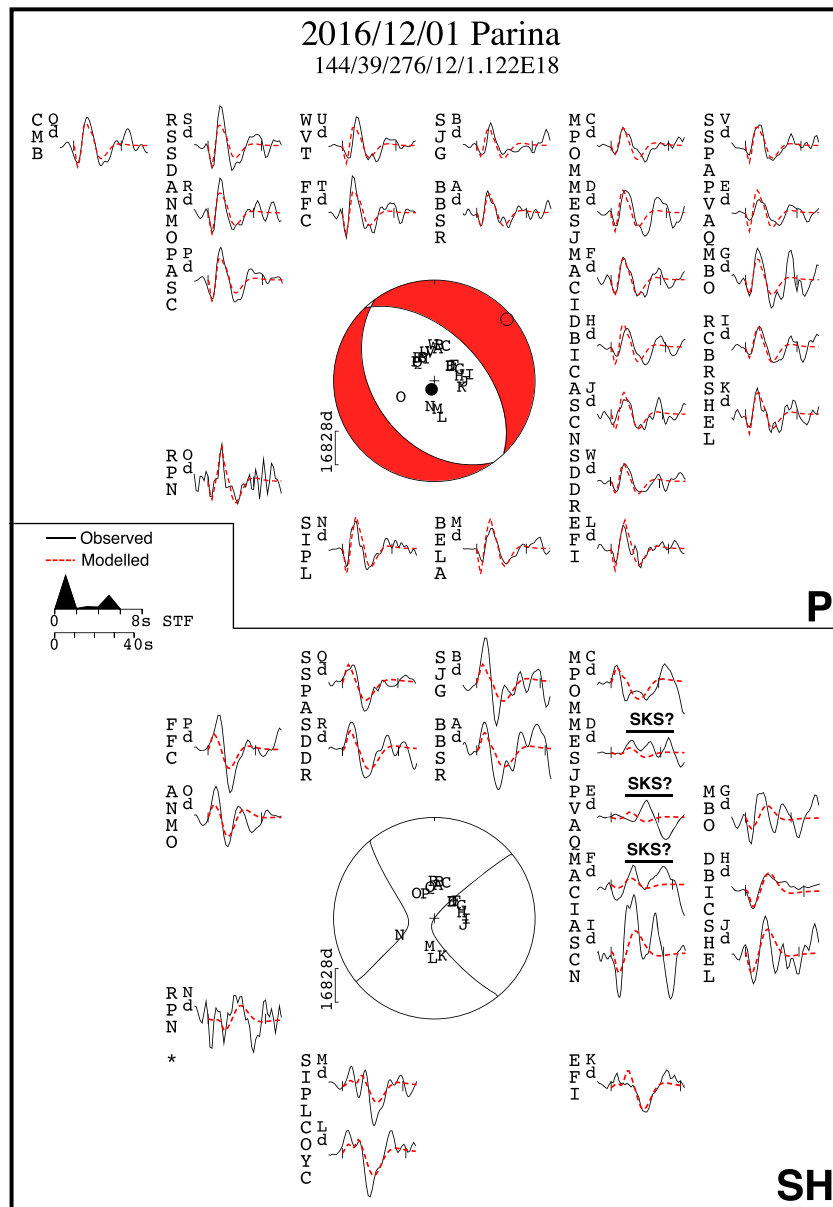 2016/12/01 Parina
144/39/276/12/1.122E18
CMB Q d
RSSD S d
WVT U d
SJG B d
MPOM C d
SSPA V d
ANMO R d
FFC T d
BBSR A d
MESJ D d
PVAQ E d
PASC P d
MACI F d
MBO G d
DBIC H d
RCBR I d
ASCN J d
SHEL K d
16828d
RPN O d
SDDR W d
SIPL N d
BELA M d
EFI L d
Observed
Modelled
P
0 8s STF
0 40s
SSPA Q d
SJG B d
MPOM C d
FFC P d
SDDR R d
BBSR A d
MESJ D d
SKS?
ANMO O d
PVAQ E d
SKS?
MBO G d
MACI F d
SKS?
DBIC H d
ASCN I d
SHEL J d
16828d
RPN N d
*
SIPL M d
EFI K d
COYC L d
SH